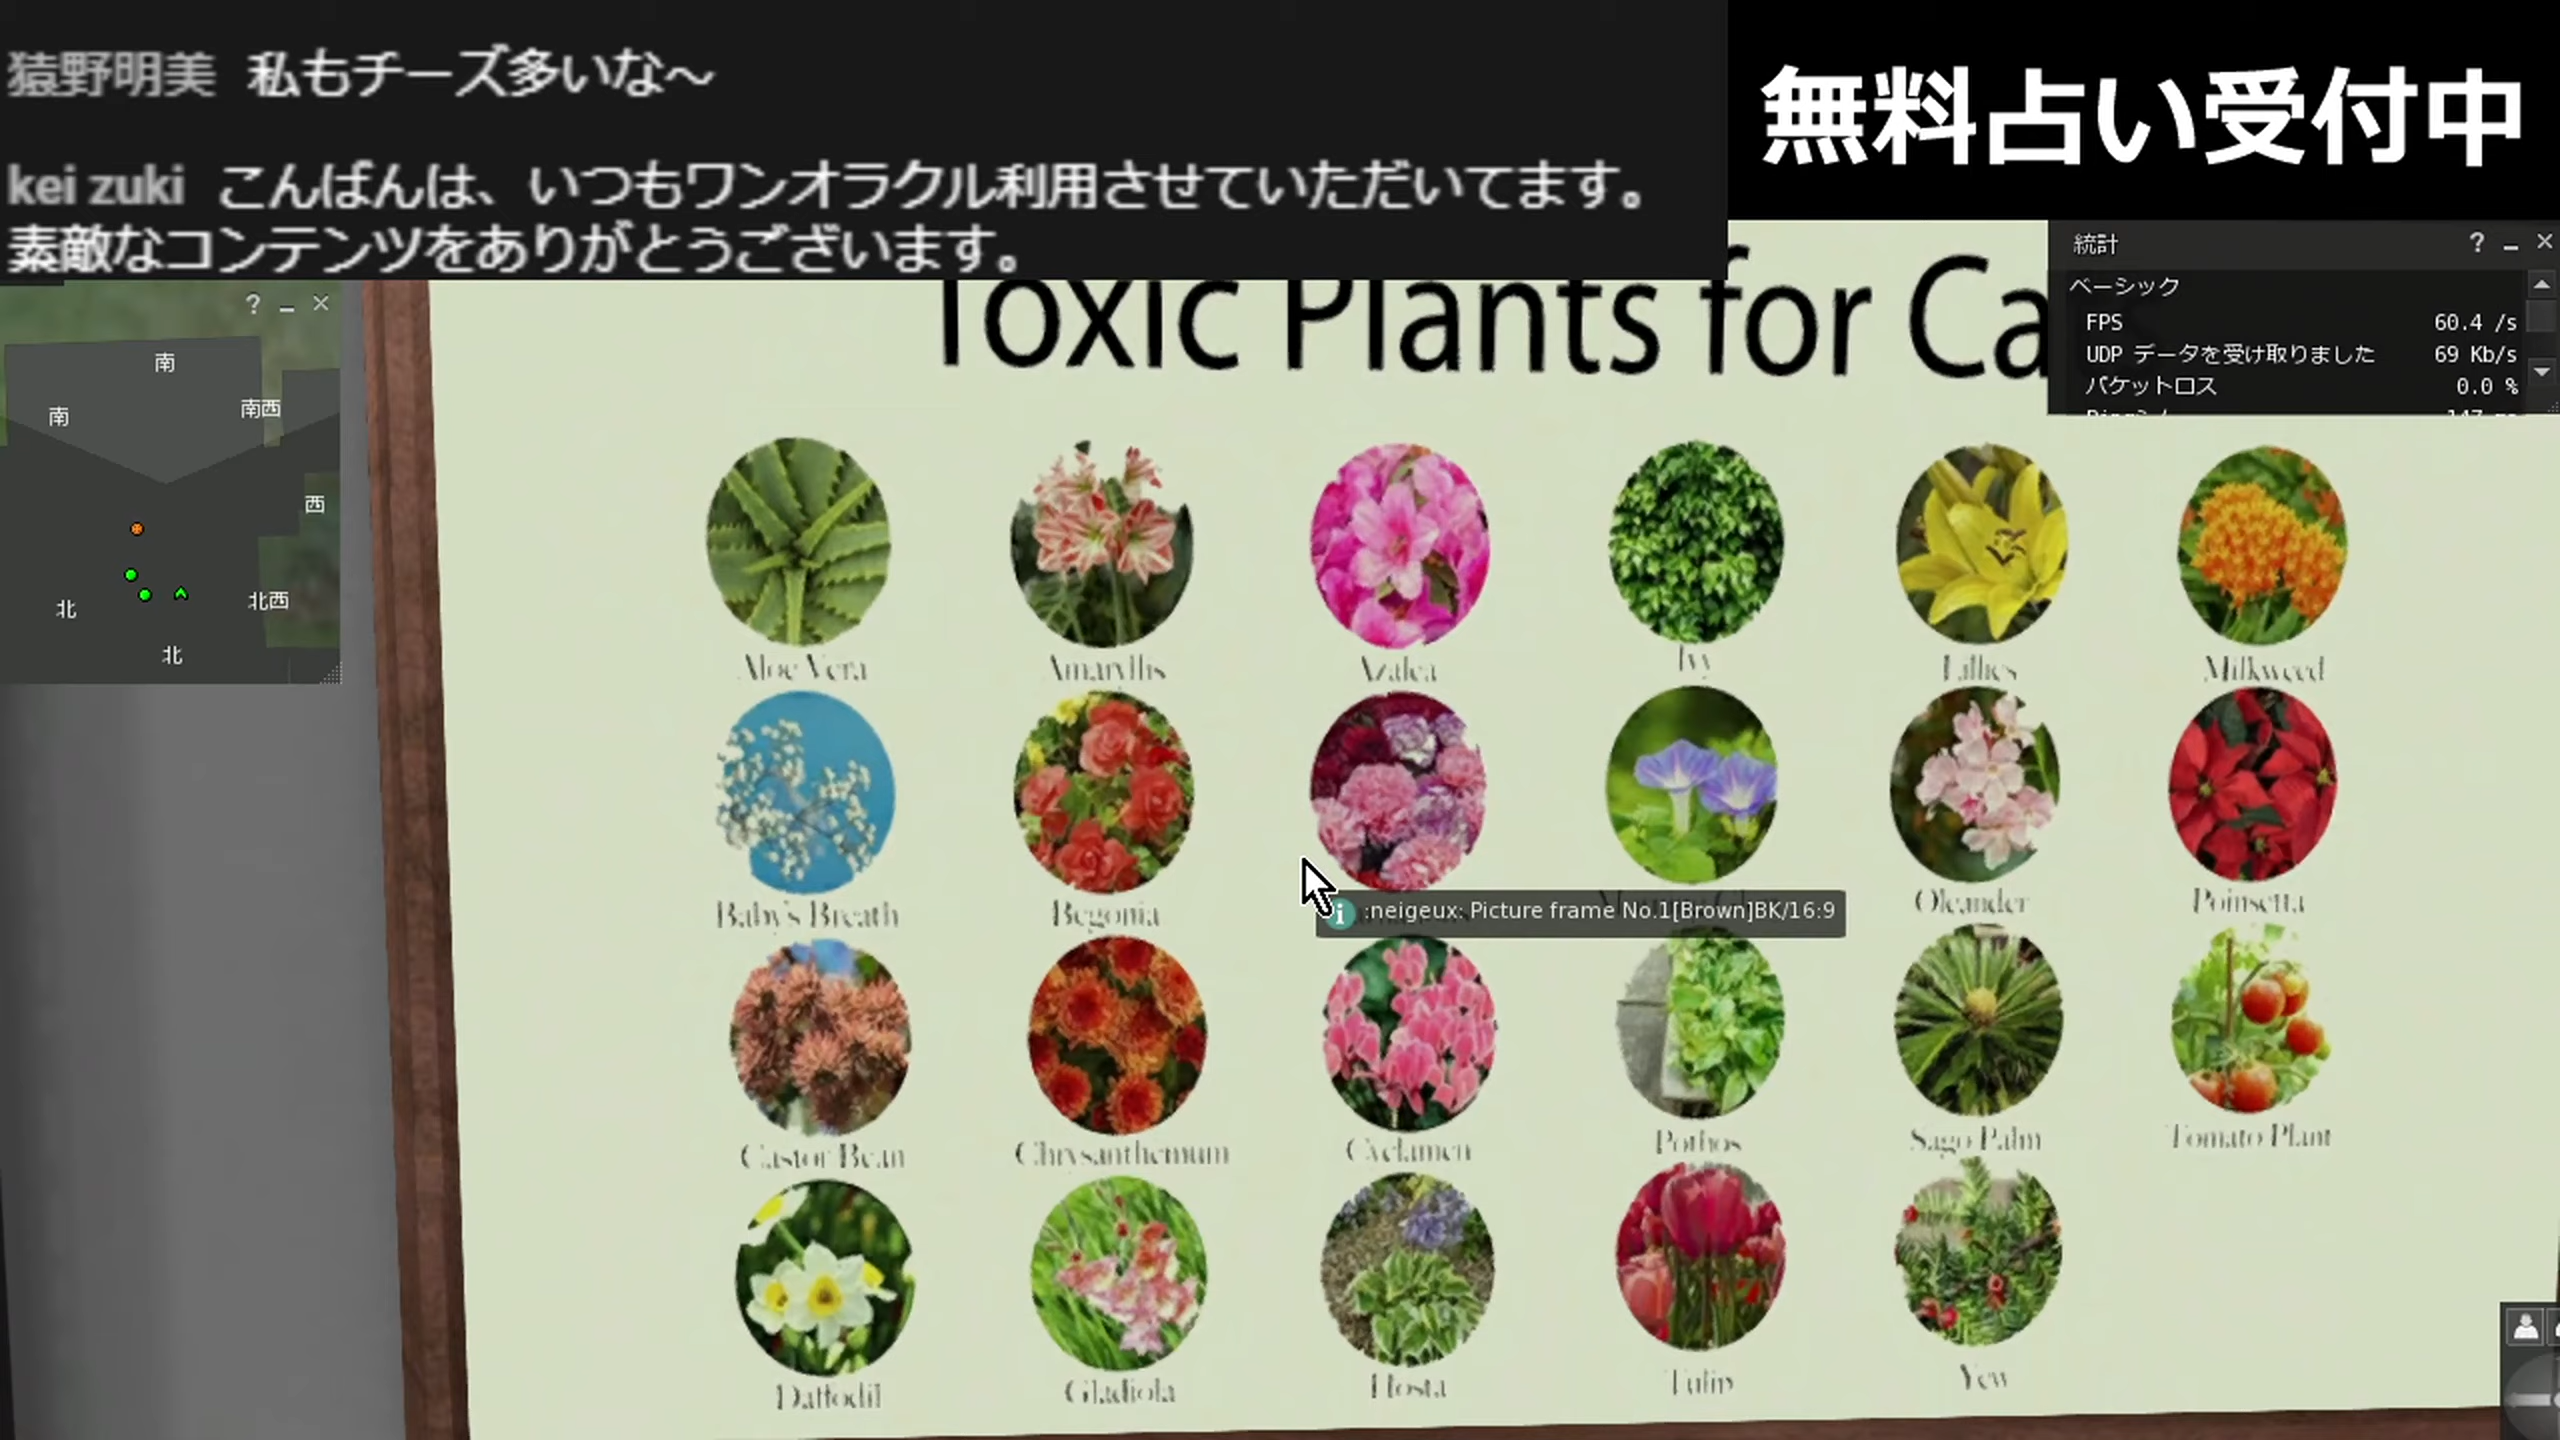 猿野明美 私もチーズ多いな～
kei zuki こんばんは、いつもワンオラクル利用させていただいてます。
素敵なコンテンツをありがとうございます。
無料占い受付中
Toxic Plants for Ca
統計
ベーシック
FPS 60.4 /s
UDP データを受け取りました 69 Kb/s
パケットロス 0.0 %
南
南
南西
西
北
北西
北
Aloe Vera Amaryllis Azalea Ivy Lillies Milkweed
Baby's Breath Begonia Oleander Poinsetta
:neigeux: Picture frame No.1[Brown]BK/16:9
Castor Bean Chrysanthemum Cyclamen Pothos Sago Palm Tomato Plant
Daffodil Gladiola Hosta Tulip Yew